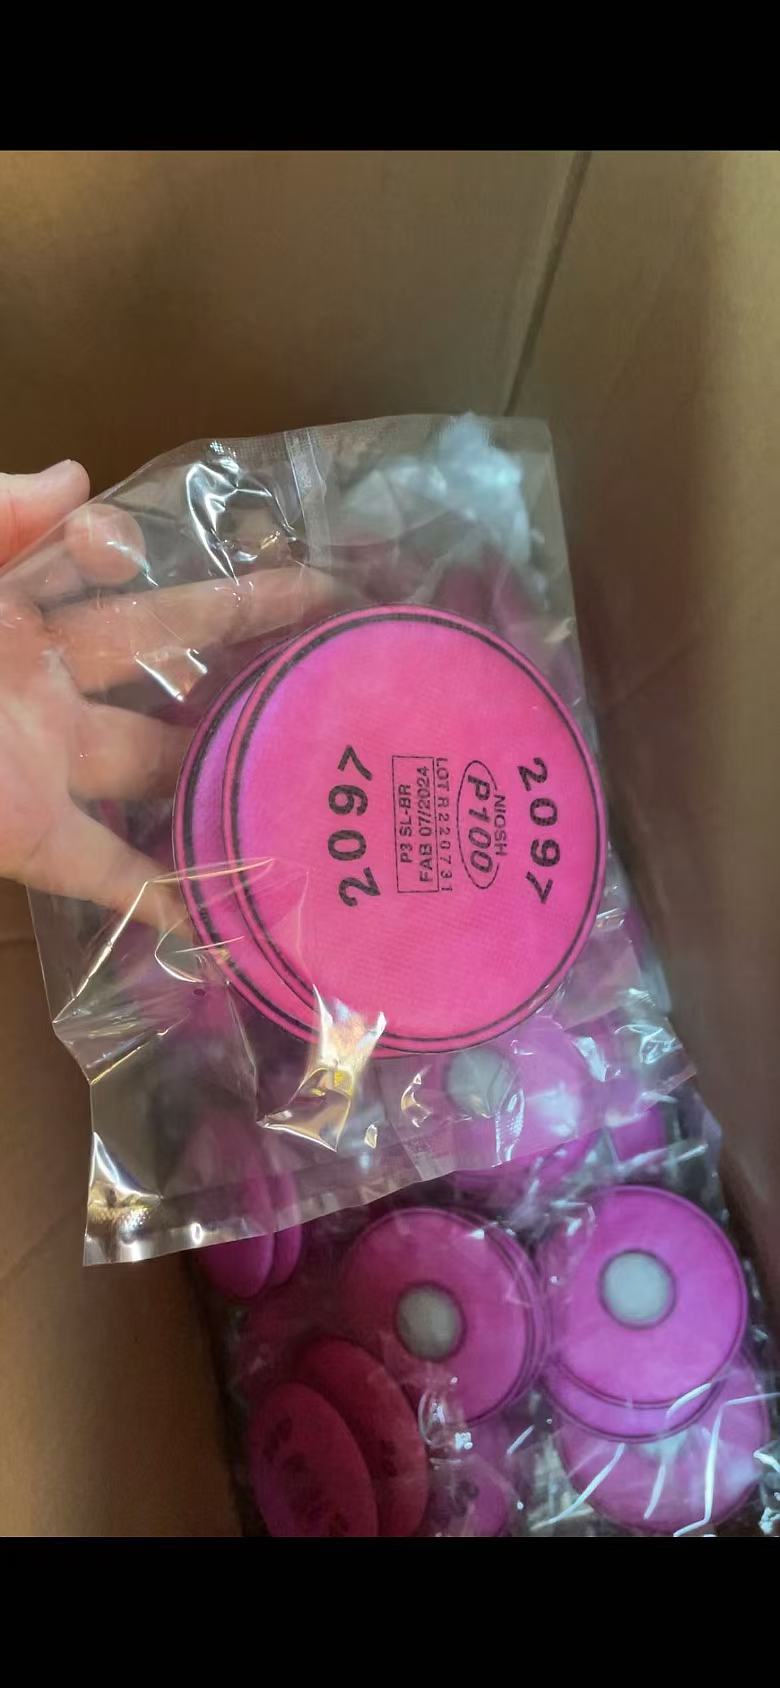 2097
P3 SL-BR
FAB 07/2024
LOT R220731
P100
NIOSH
2097